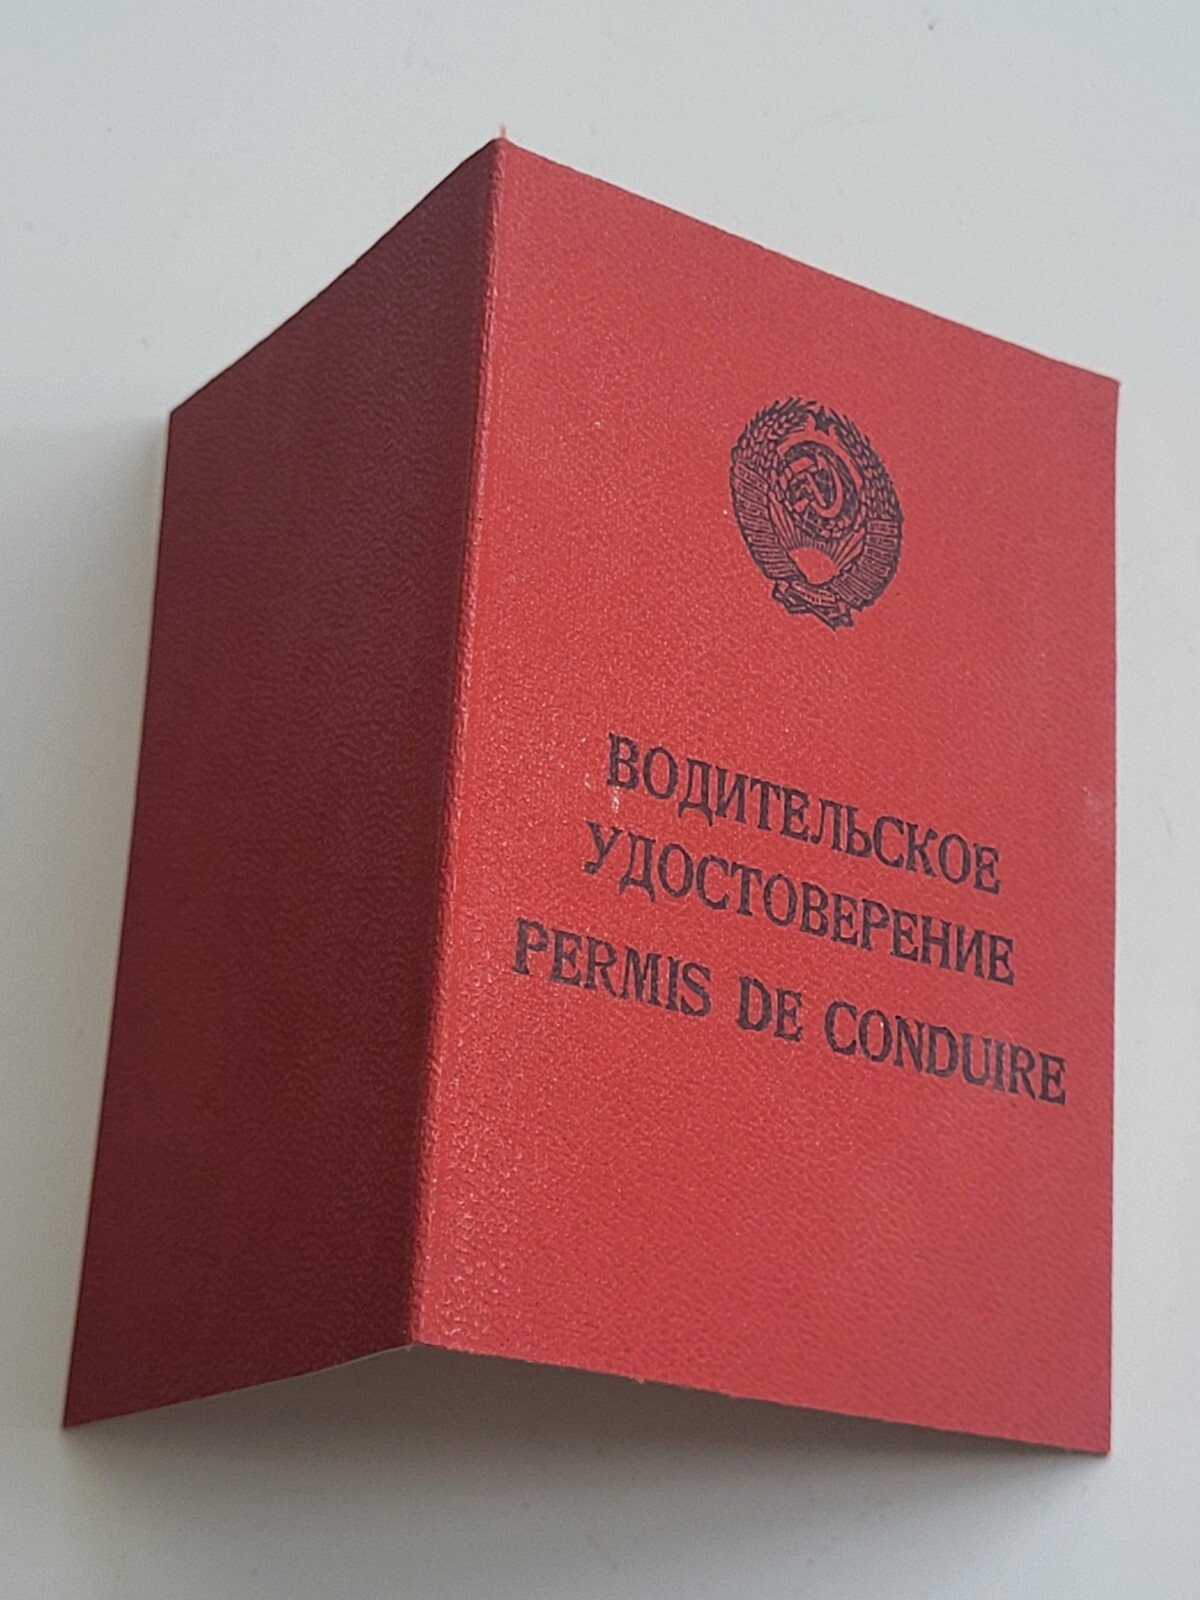 ВОДИТЕЛЬСКОЕ
УДОСТОВЕРЕНИЕ
PERMIS DE CONDUIRE